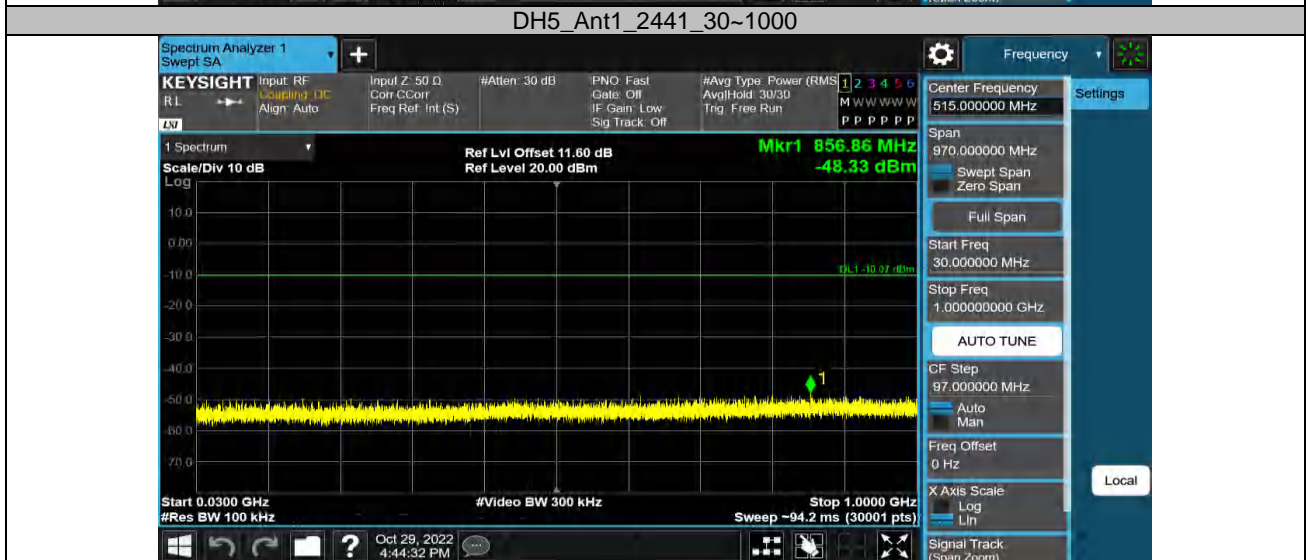 DH5_Ant1_2441_30~1000
Spectrum Analyzer 1
Swept SA
KEYSIGHT
RL
LXI
Input: RF
Coupling: DC
Align: Auto
Input Z: 50 Ω
Corr CCorr
Freq Ref: Int (S)
#Atten: 30 dB
PNO: Fast
Gate: Off
IF Gain: Low
Sig Track: Off
#Avg Type: Power (RMS
Avg|Hold: 30/30
Trig: Free Run
1 2 3 4 5 6
M W W W W W
P P P P P P
1 Spectrum
Scale/Div 10 dB
Ref Lvl Offset 11.60 dB
Ref Level 20.00 dBm
Mkr1 856.86 MHz
-48.33 dBm
Log
10.0
0.00
-10.0
-20.0
-30.0
-40.0
-50.0
-60.0
-70.0
DL1 -10.07 dBm
1
Start 0.0300 GHz
#Res BW 100 kHz
#Video BW 300 kHz
Stop 1.0000 GHz
Sweep ~94.2 ms (30001 pts)
?
Oct 29, 2022
4:44:32 PM
Frequency
Settings
Center Frequency
515.000000 MHz
Span
970.000000 MHz
Swept Span
Zero Span
Full Span
Start Freq
30.000000 MHz
Stop Freq
1.000000000 GHz
AUTO TUNE
CF Step
97.000000 MHz
Auto
Man
Freq Offset
0 Hz
X Axis Scale
Log
Lin
Signal Track
(Span Zoom)
Local